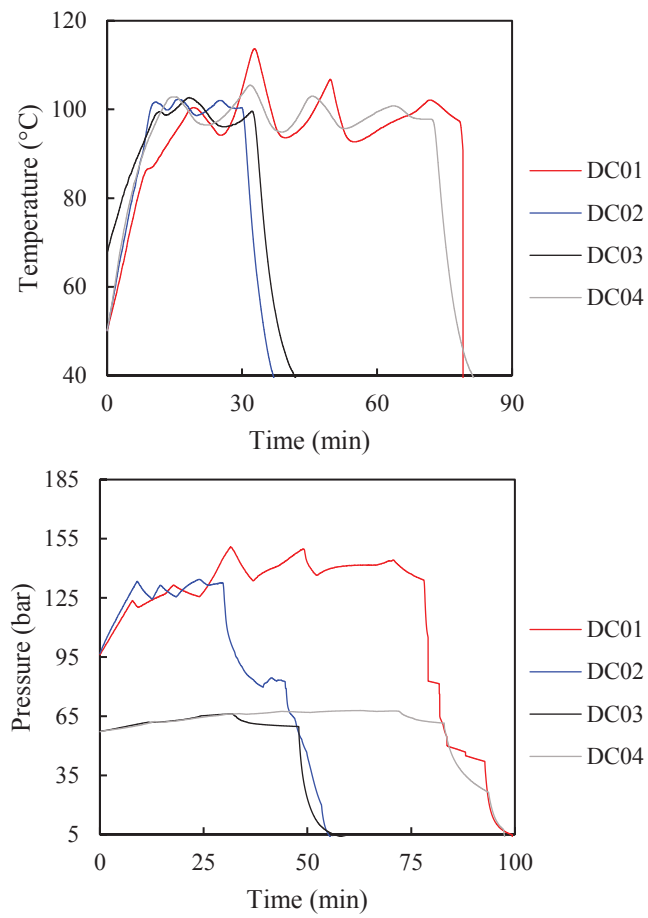 120
100
80
60
40
Temperature (°C)
0
30
60
90
Time (min)
DC01
DC02
DC03
DC04
185
155
125
95
65
35
5
Pressure (bar)
0
25
50
75
100
Time (min)
DC01
DC02
DC03
DC04